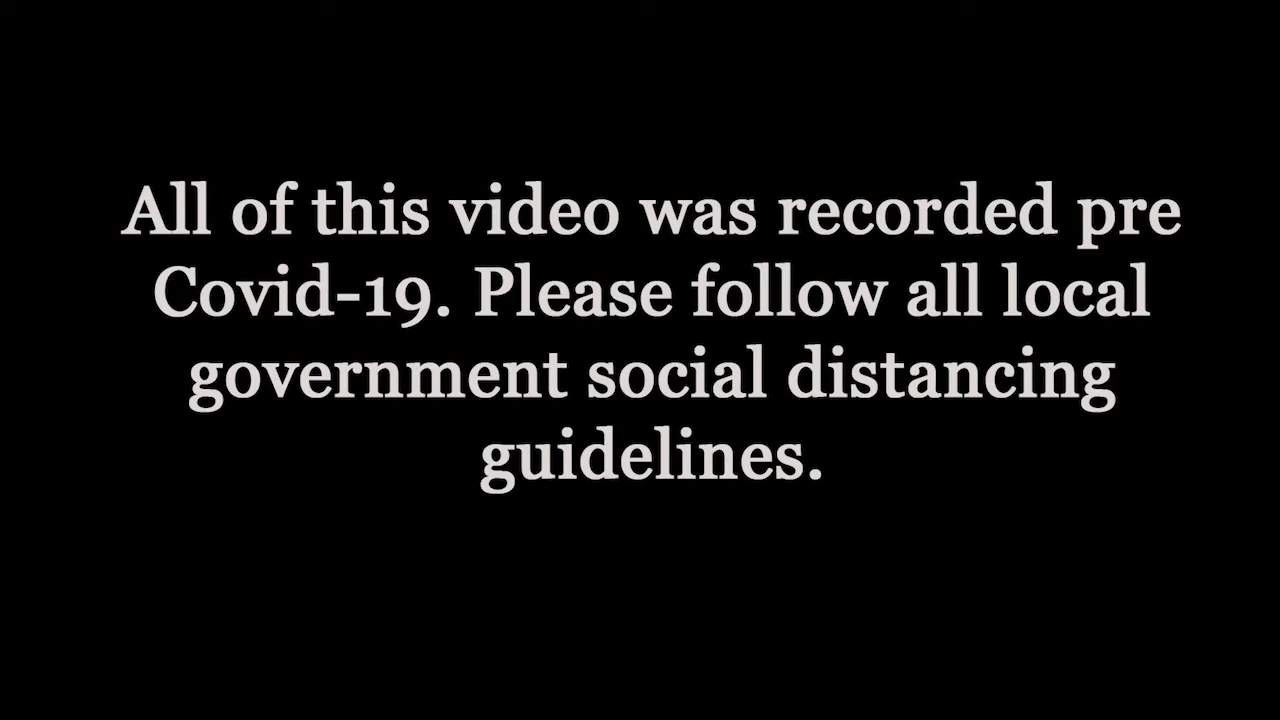 All of this video was recorded pre
Covid-19. Please follow all local
government social distancing
guidelines.